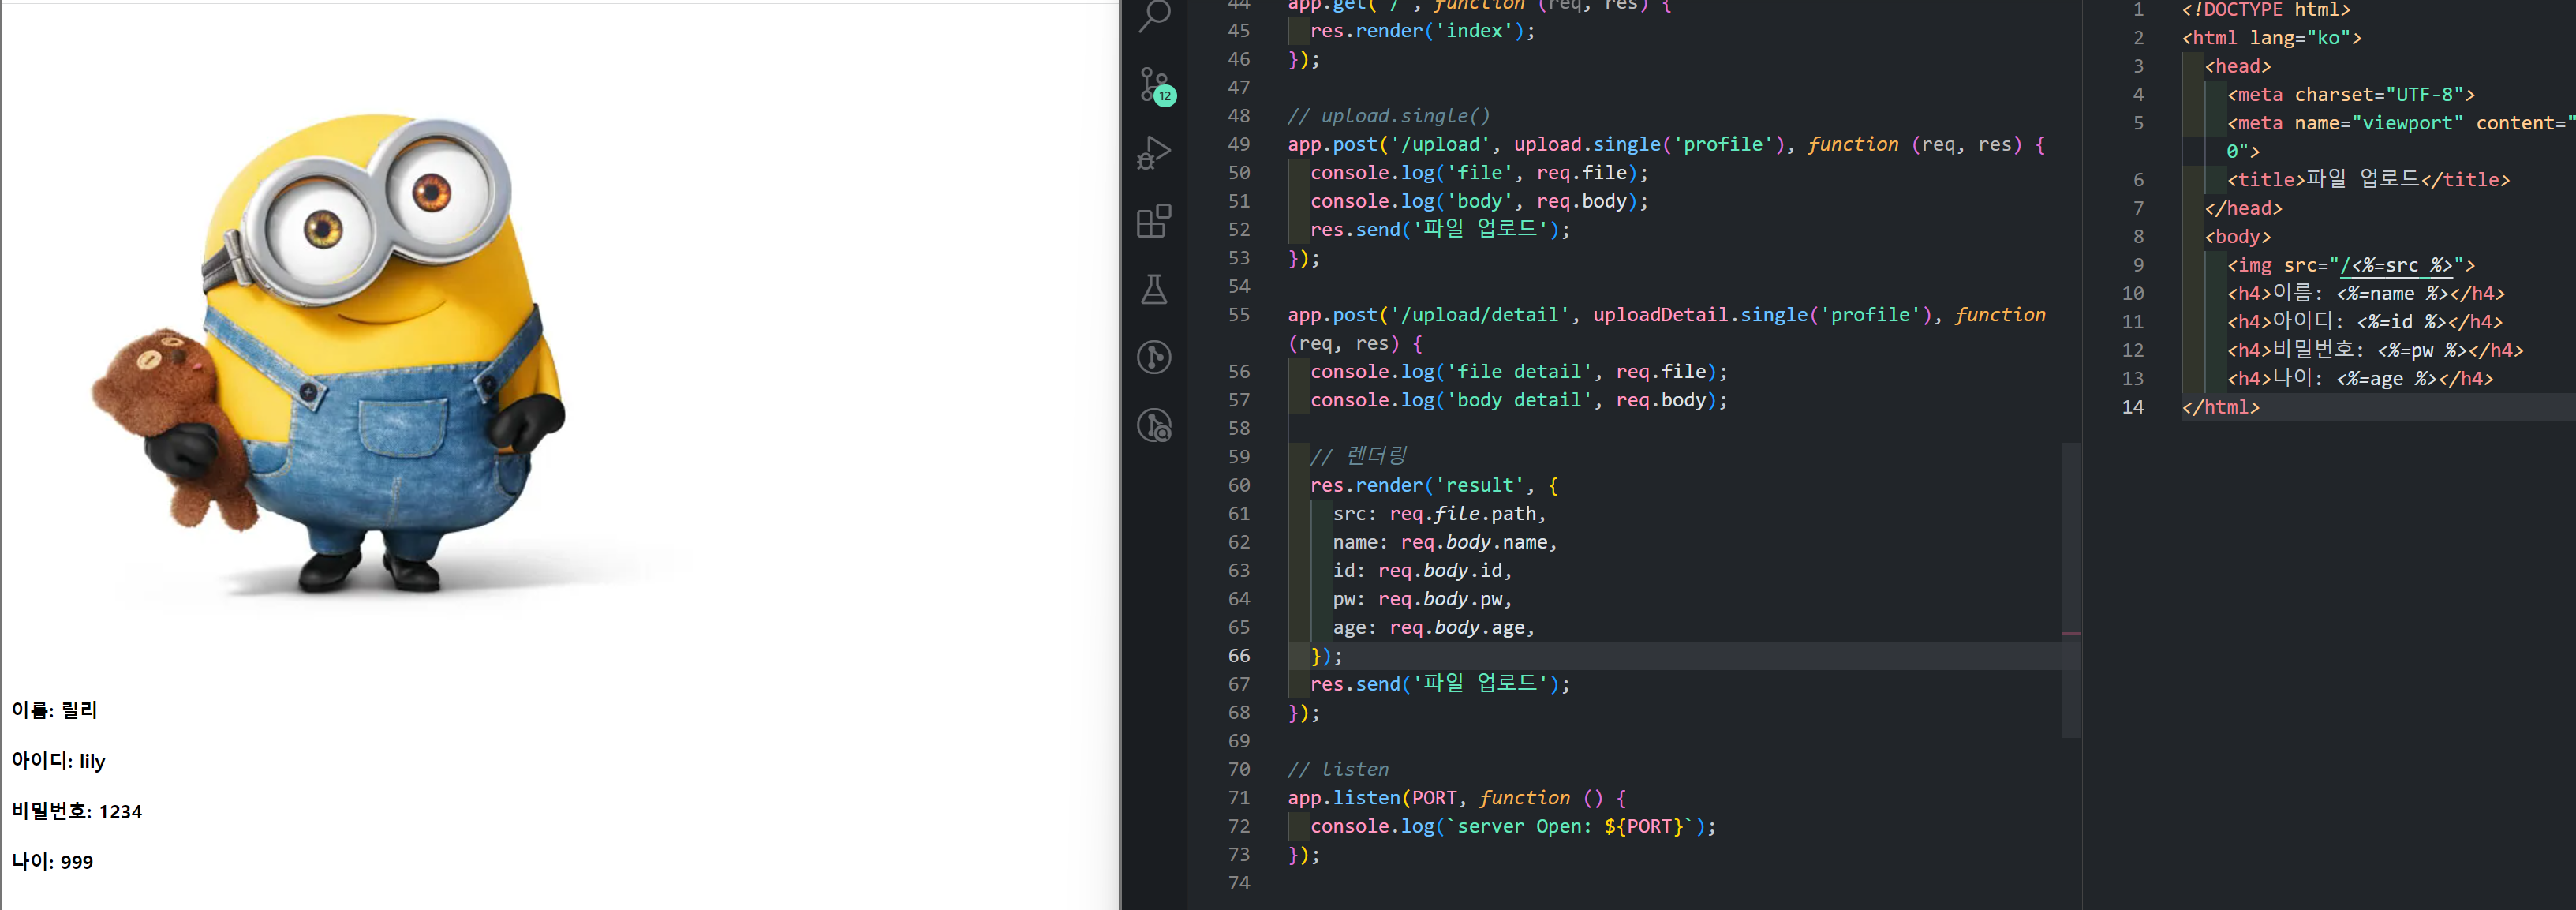 이름: 릴리
아이디: lily
비밀번호: 1234
나이: 999
12
44 app.get('/', function (req, res) {
45 res.render('index');
46 });
47
48 // upload.single()
49 app.post('/upload', upload.single('profile'), function (req, res) {
50 console.log('file', req.file);
51 console.log('body', req.body);
52 res.send('파일 업로드');
53 });
54
55 app.post('/upload/detail', uploadDetail.single('profile'), function
(req, res) {
56 console.log('file detail', req.file);
57 console.log('body detail', req.body);
58
59 // 렌더링
60 res.render('result', {
61 src: req.file.path,
62 name: req.body.name,
63 id: req.body.id,
64 pw: req.body.pw,
65 age: req.body.age,
66 });
67 res.send('파일 업로드');
68 });
69
70 // listen
71 app.listen(PORT, function () {
72 console.log(`server Open: ${PORT}`);
73 });
74
1 <!DOCTYPE html>
2 <html lang="ko">
3 <head>
4 <meta charset="UTF-8">
5 <meta name="viewport" content="
0">
6 <title>파일 업로드</title>
7 </head>
8 <body>
9 <img src="/<%=src %>">
10 <h4>이름: <%=name %></h4>
11 <h4>아이디: <%=id %></h4>
12 <h4>비밀번호: <%=pw %></h4>
13 <h4>나이: <%=age %></h4>
14 </html>